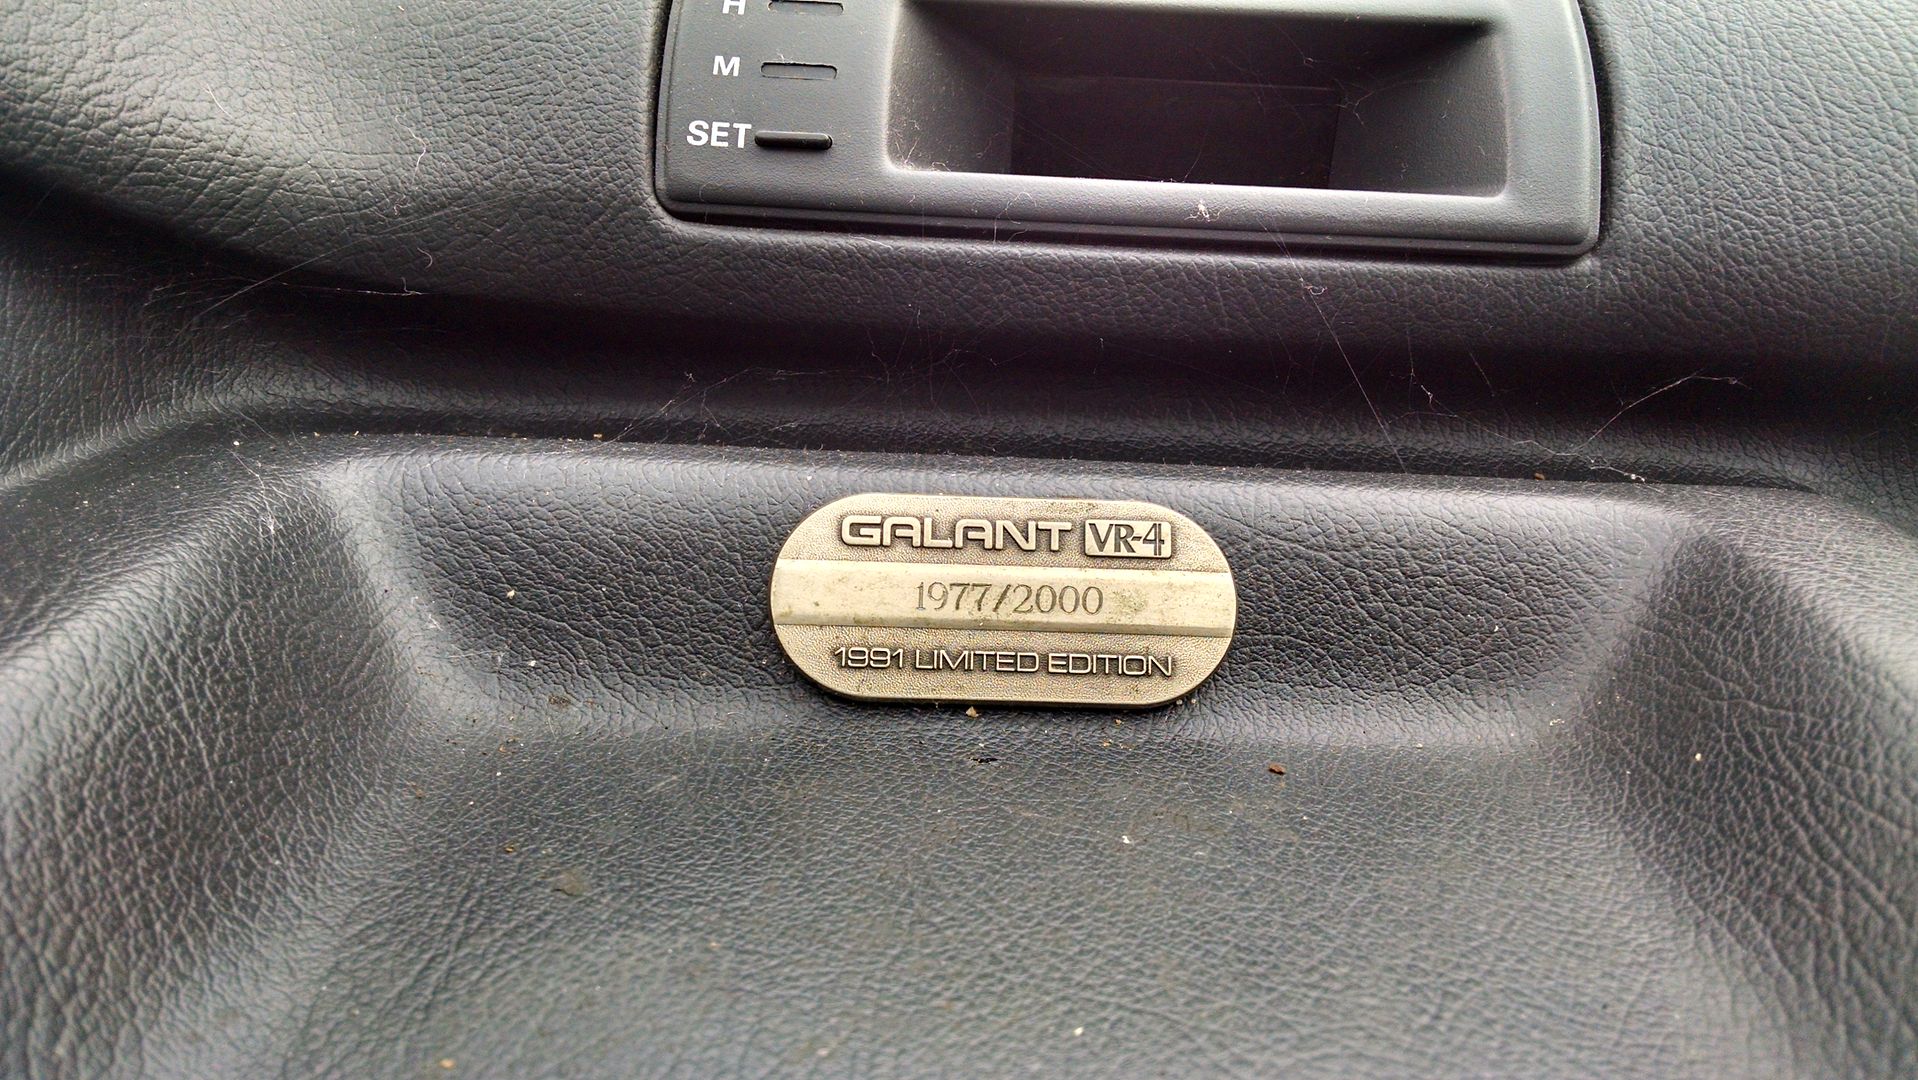 H
M
SET
GALANT VR-4
1977/2000
1991 LIMITED EDITION